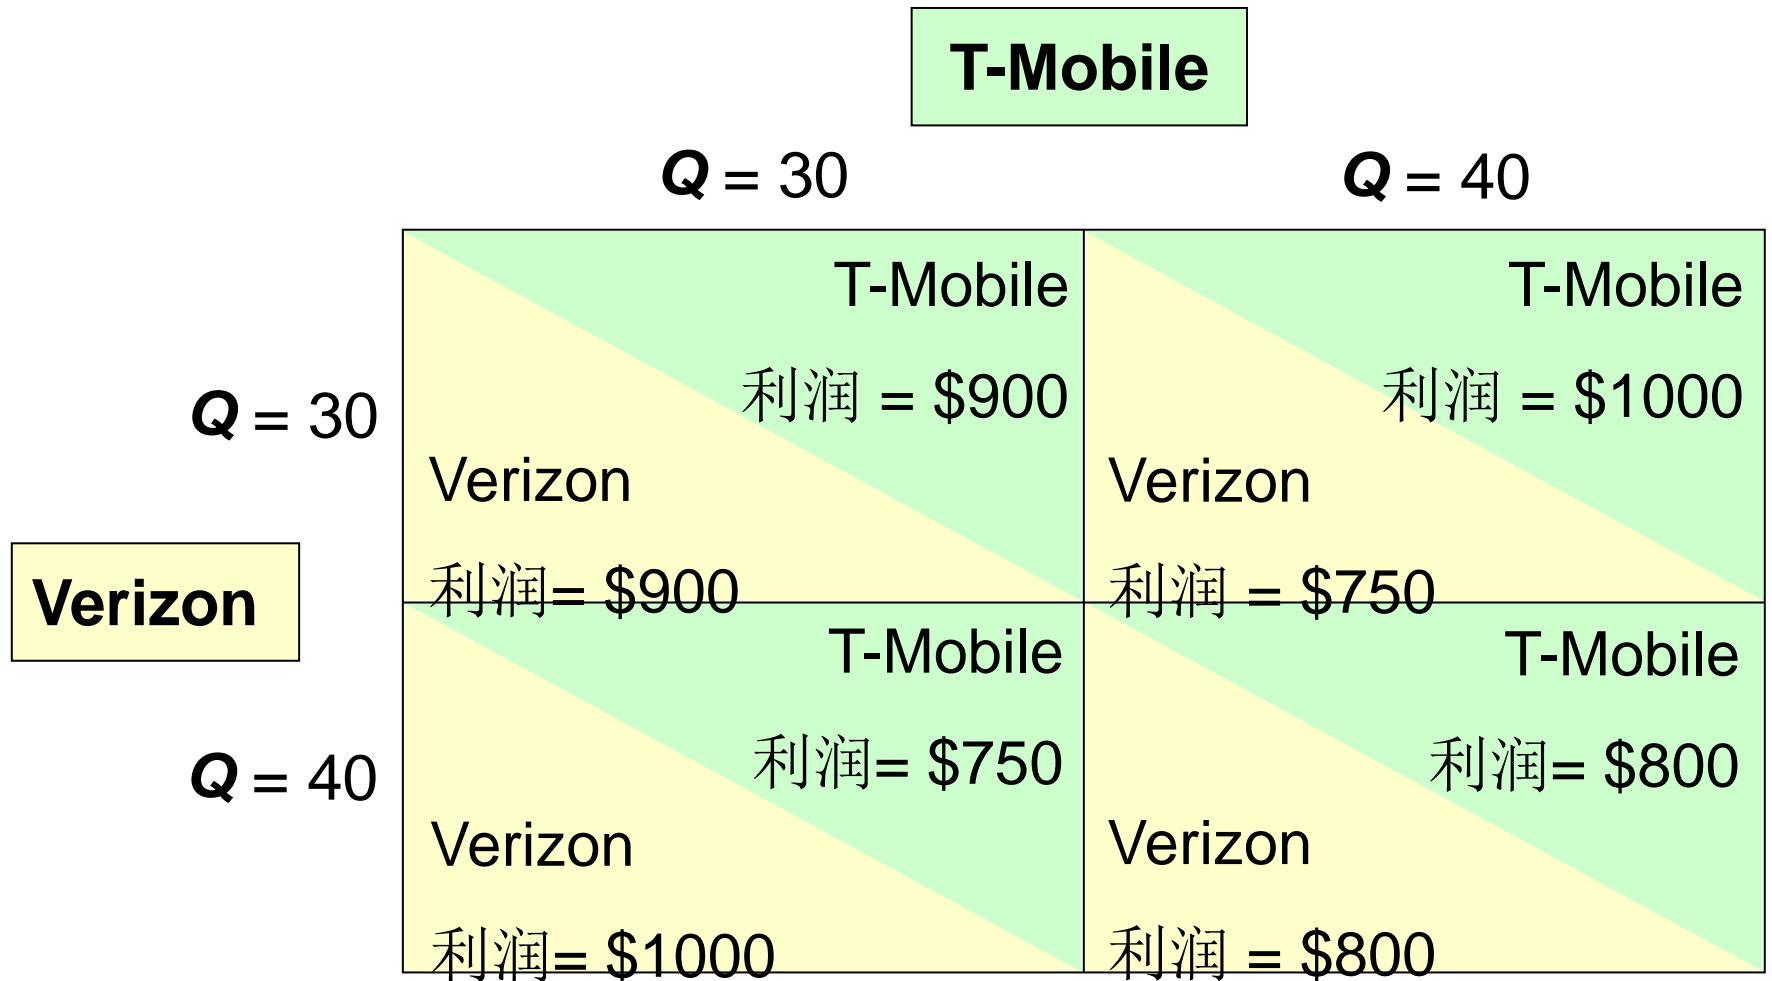 T-Mobile
Q = 30
Q = 40
T-Mobile
利润 = $900
T-Mobile
利润 = $1000
Q = 30
Verizon
利润= $900
Verizon
利润 = $750
Verizon
T-Mobile
利润= $750
T-Mobile
利润= $800
Q = 40
Verizon
利润= $1000
Verizon
利润 = $800